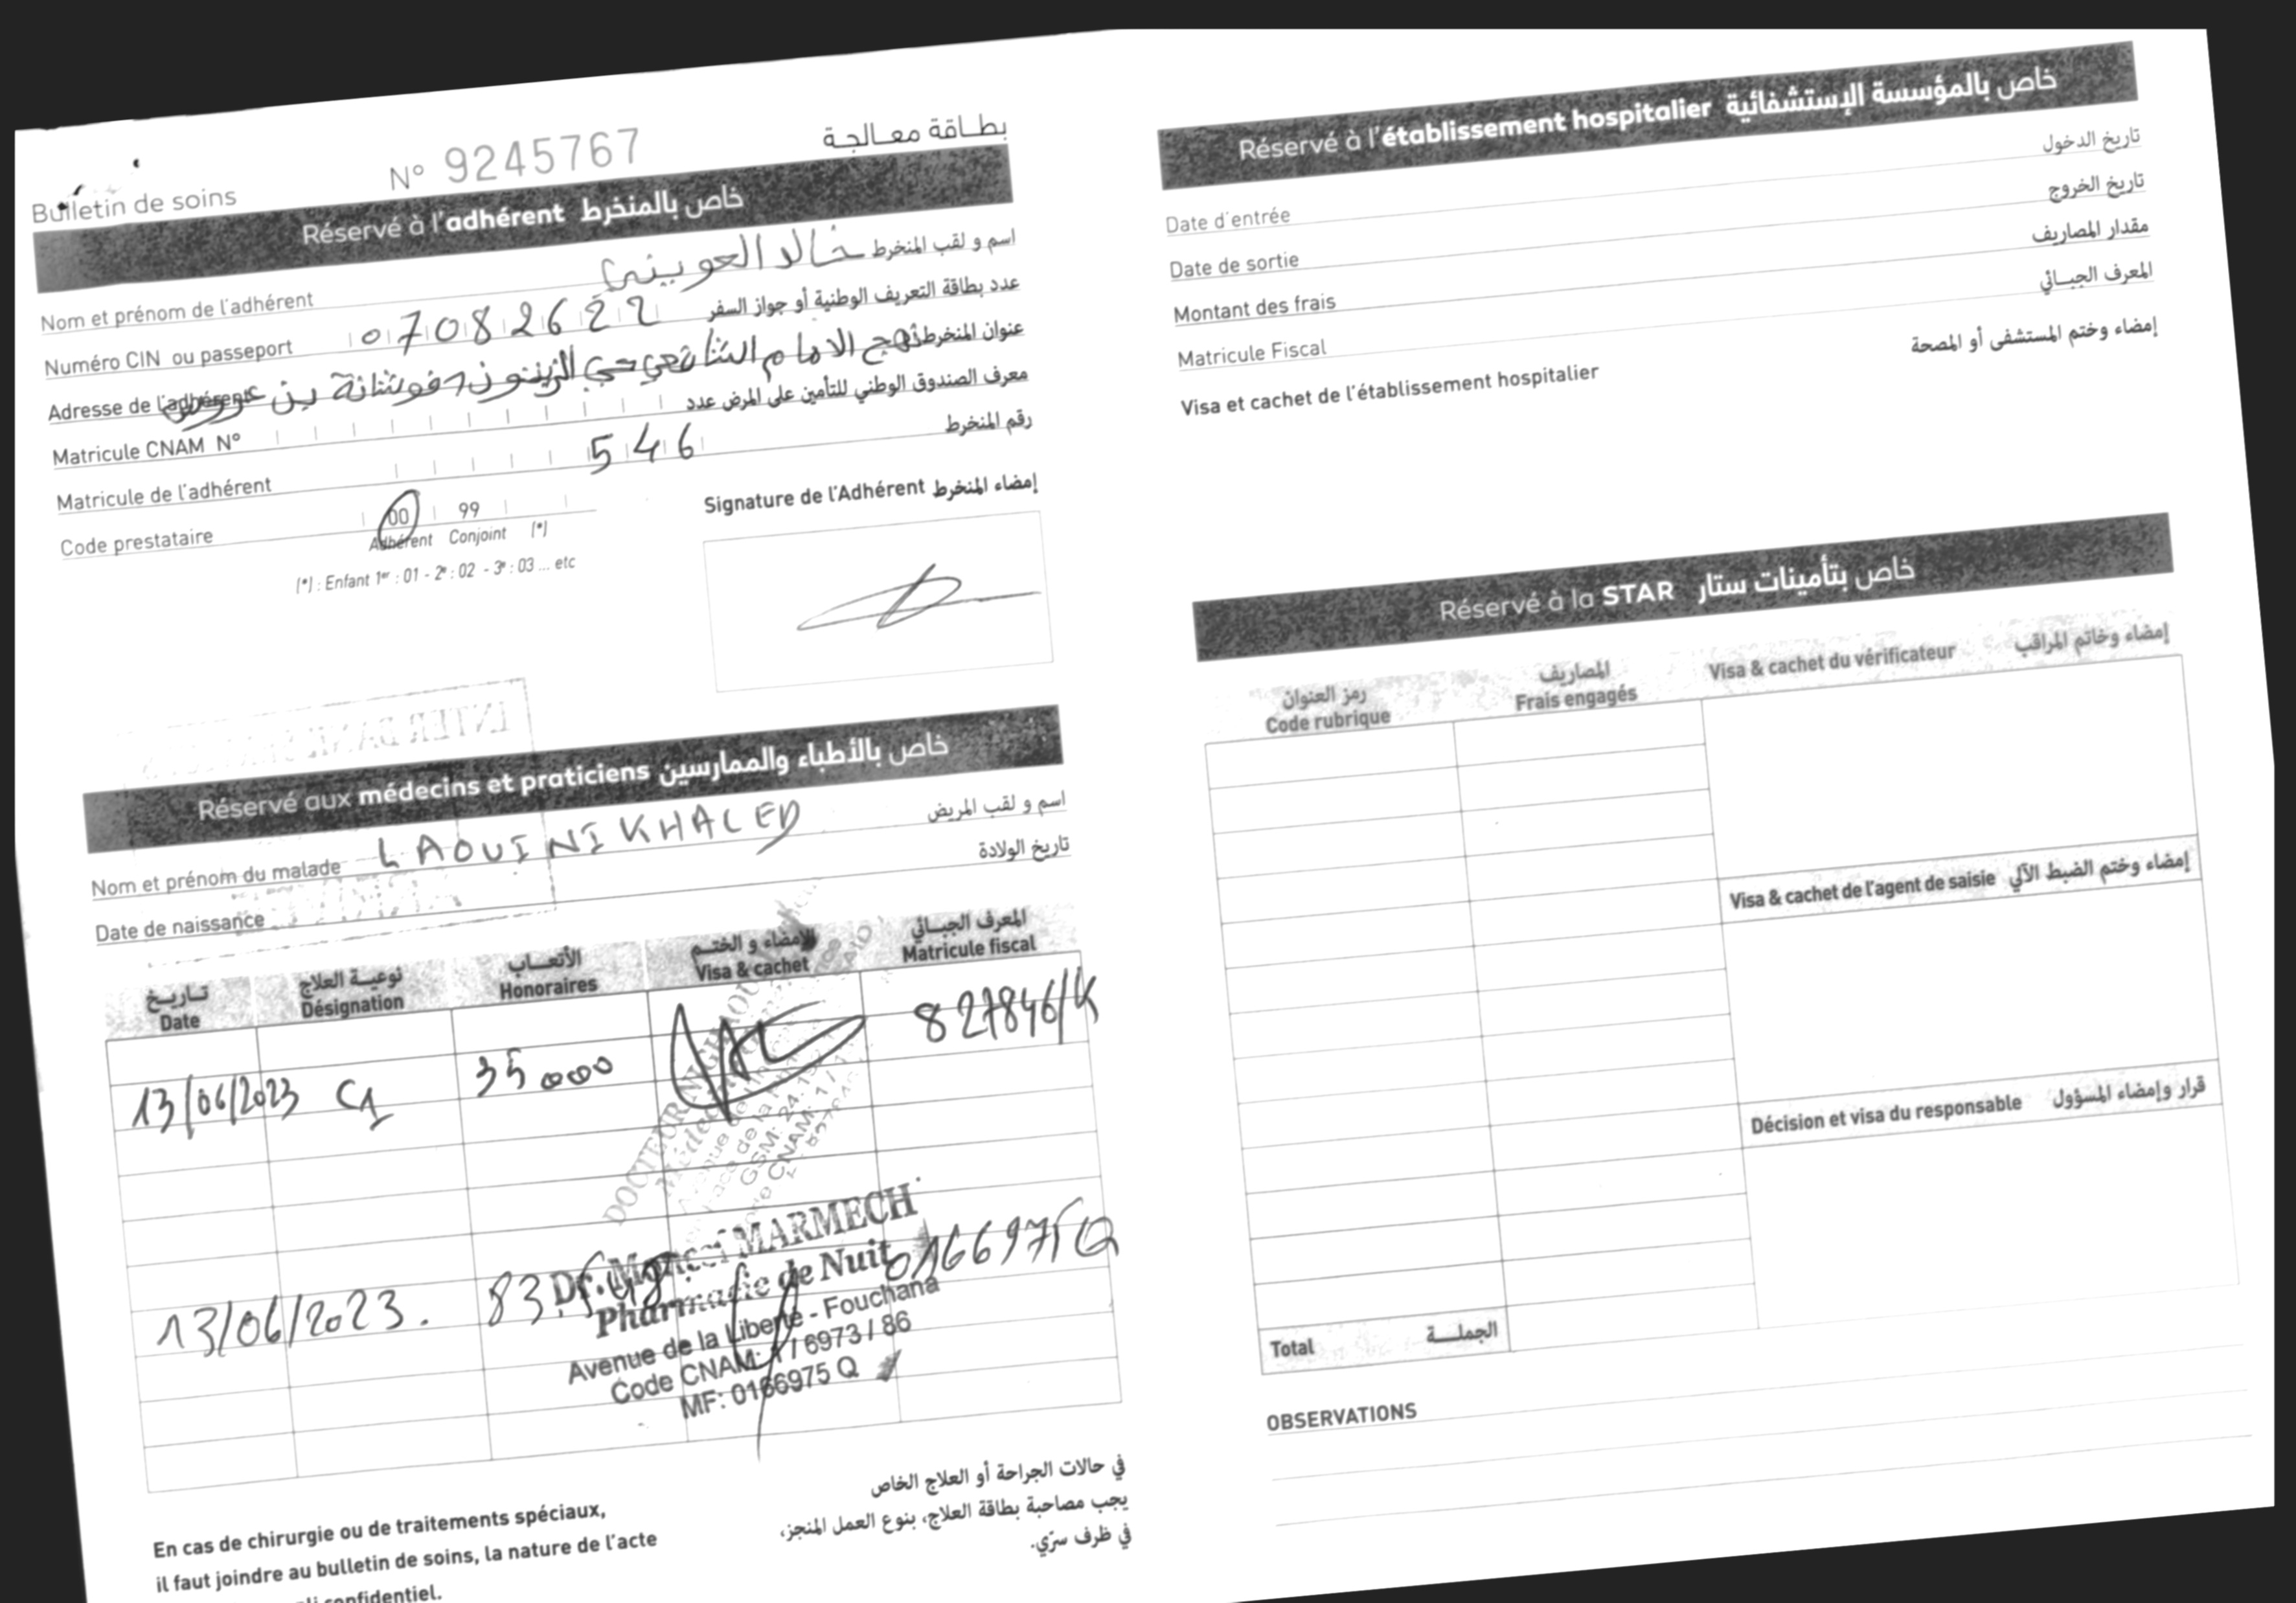 Bulletin de soins
N° 9245767
بطاقة معالجة
Réservé à l'adhérent خاص بالمنخرط
Nom et prénom de l'adhérent خالد العويني اسم و لقب المنخرط
Numéro CIN ou passeport 07082622 عدد بطاقة التعريف الوطنية أو جواز السفر
Adresse de l'adhérent نهج الامام الشافعي حي الزيتون فوشانة بن عروس عنوان المنخرط
Matricule CNAM N° معرف الصندوق الوطني للتأمين على المرض عدد
Matricule de l'adhérent 546 رقم المنخرط
Code prestataire 00 99
Adhérent Conjoint (*)
(*) : Enfant 1er : 01 - 2e : 02 - 3e : 03 ... etc
Signature de l'Adhérent إمضاء المنخرط
Réservé aux médecins et praticiens خاص بالأطباء والممارسين
Nom et prénom du malade LAOUINI KHALED اسم و لقب المريض
Date de naissance تاريخ الولادة
تاريخ نوعية العلاج الأتعاب الإمضاء و الختم المعرف الجبائي
Date Désignation Honoraires Visa & cachet Matricule fiscal
13/06/2023 C1 35 000 827846/K
DOCTEUR
GSM: 24
CNAM: 1 /
13/06/2023. 83 0166975Q
Dr. Moncef MARMECH
Pharmacie de Nuit
Avenue de la Liberté - Fouchana
Code CNAM: 1 / 6973 / 86
MF: 0166975 Q
En cas de chirurgie ou de traitements spéciaux,
il faut joindre au bulletin de soins, la nature de l'acte
confidentiel.
في حالات الجراحة أو العلاج الخاص
يجب مصاحبة بطاقة العلاج، بنوع العمل المنجز،
في ظرف سرّي.
Réservé à l'établissement hospitalier خاص بالمؤسسة الإستشفائية
Date d'entrée تاريخ الدخول
Date de sortie تاريخ الخروج
Montant des frais مقدار المصاريف
Matricule Fiscal المعرف الجبائي
Visa et cachet de l'établissement hospitalier إمضاء وختم المستشفى أو المصحة
Réservé à la STAR خاص بتأمينات ستار
رمز العنوان المصاريف
Code rubrique Frais engagés Visa & cachet du vérificateur إمضاء وخاتم المراقب
Visa & cachet de l'agent de saisie إمضاء وختم الضبط الآلي
Décision et visa du responsable قرار وإمضاء المسؤول
Total الجملة
OBSERVATIONS